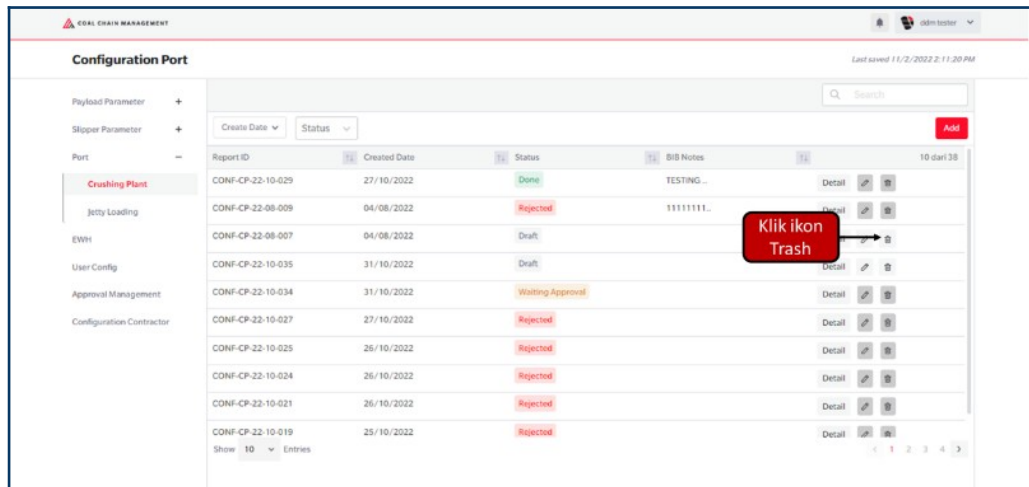 COAL CHAIN MANAGEMENT
ddm tester
Configuration Port
Last saved 11/2/2022 2:11:20 PM
Payload Parameter +
Slipper Parameter +
Port −
Crushing Plant
Jetty Loading
EWH
User Config
Approval Management
Configuration Contractor
Search
Create Date Status
Add
Report ID Created Date Status BIB Notes 10 dari 38
CONF-CP-22-10-029 27/10/2022 Done TESTING ... Detail
CONF-CP-22-08-009 04/08/2022 Rejected 11111111... Detail
CONF-CP-22-08-007 04/08/2022 Draft
Klik ikon
Trash
CONF-CP-22-10-035 31/10/2022 Draft Detail
CONF-CP-22-10-034 31/10/2022 Waiting Approval Detail
CONF-CP-22-10-027 27/10/2022 Rejected Detail
CONF-CP-22-10-025 26/10/2022 Rejected Detail
CONF-CP-22-10-024 26/10/2022 Rejected Detail
CONF-CP-22-10-021 26/10/2022 Rejected Detail
CONF-CP-22-10-019 25/10/2022 Rejected Detail
Show 10 Entries
< 1 2 3 4 >